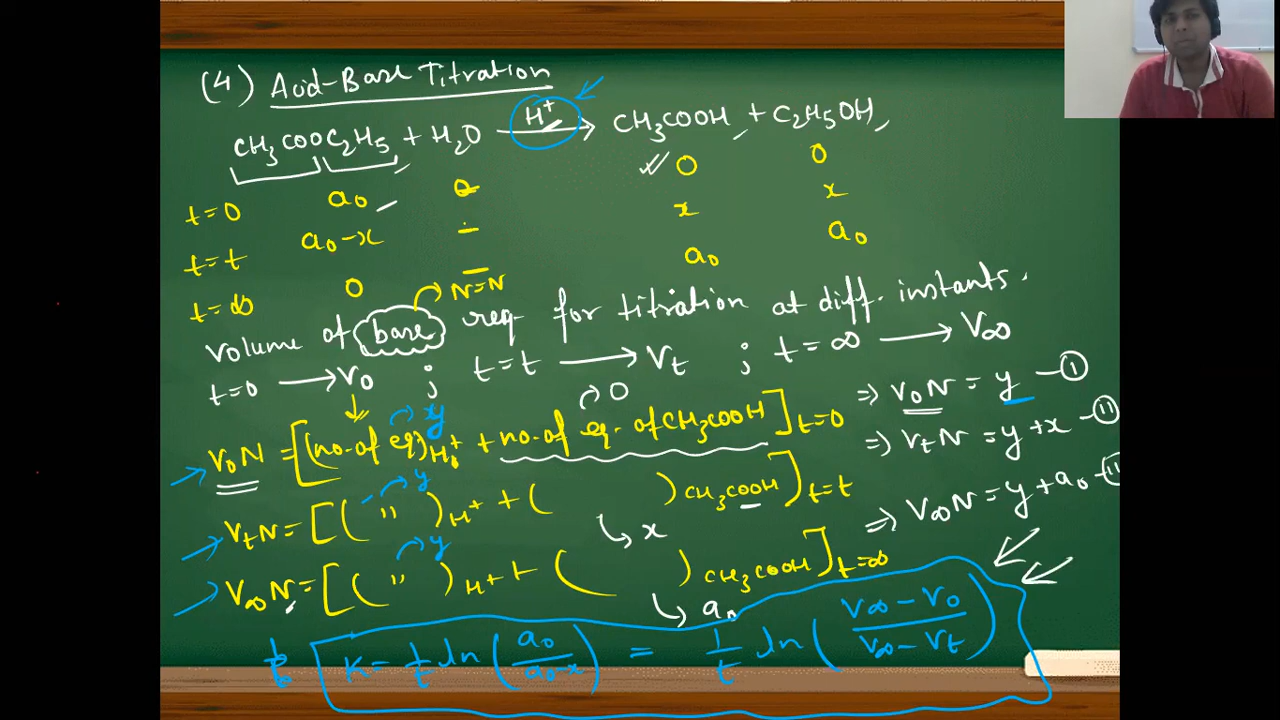 (4) Acid-Base Titration
CH₃COOC₂H₅ + H₂O —H⁺→ CH₃COOH + C₂H₅OH
t=0 a₀ 0 0
t=t a₀-x - x x
t=∞ 0 - a₀ a₀
N=N
volume of base req for titration at diff. instants.
t=0 → V₀ ; t=t → Vₜ ; t=∞ → V∞
0
⇒ V₀N = y —(I)
y
V₀N = [(no. of eq)H⁺ + no. of eq. of CH₃COOH]t=0
⇒ VₜN = y+x —(II)
y
VₜN = [( " )H⁺ + ( )CH₃COOH]t=t
x
⇒ V∞N = y+a₀
y
V∞N = [( " )H⁺ + ( )CH₃COOH]t=∞
a₀
K = 1/t ln(a₀/a₀-x) = 1/t ln(V∞-V₀/V∞-Vₜ)